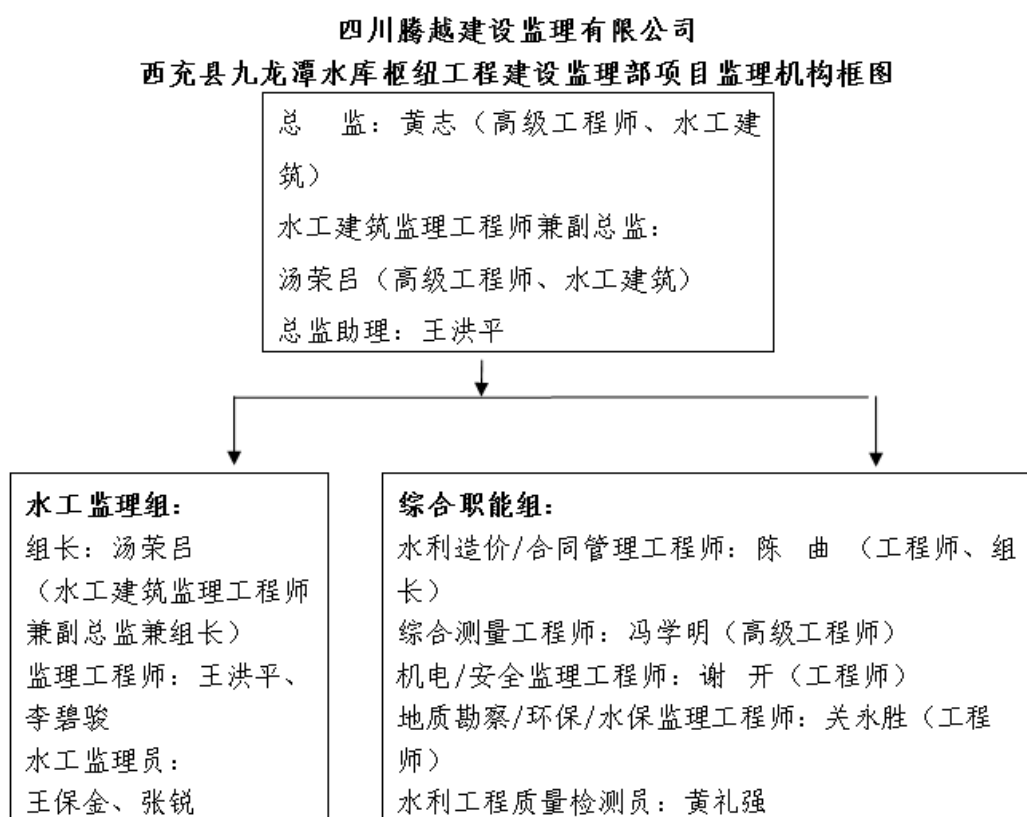 四川腾越建设监理有限公司
西充县九龙潭水库枢纽工程建设监理部项目监理机构框图
总 监：黄志（高级工程师、水工建
筑）
水工建筑监理工程师兼副总监：
汤荣吕（高级工程师、水工建筑）
总监助理：王洪平
水工监理组：
组长：汤荣吕
（水工建筑监理工程师
兼副总监兼组长）
监理工程师：王洪平、
李碧骏
水工监理员：
王保金、张锐
综合职能组：
水利造价/合同管理工程师：陈 曲 （工程师、组
长）
综合测量工程师：冯学明（高级工程师）
机电/安全监理工程师：谢 开（工程师）
地质勘察/环保/水保监理工程师：关永胜（工程
师）
水利工程质量检测员：黄礼强